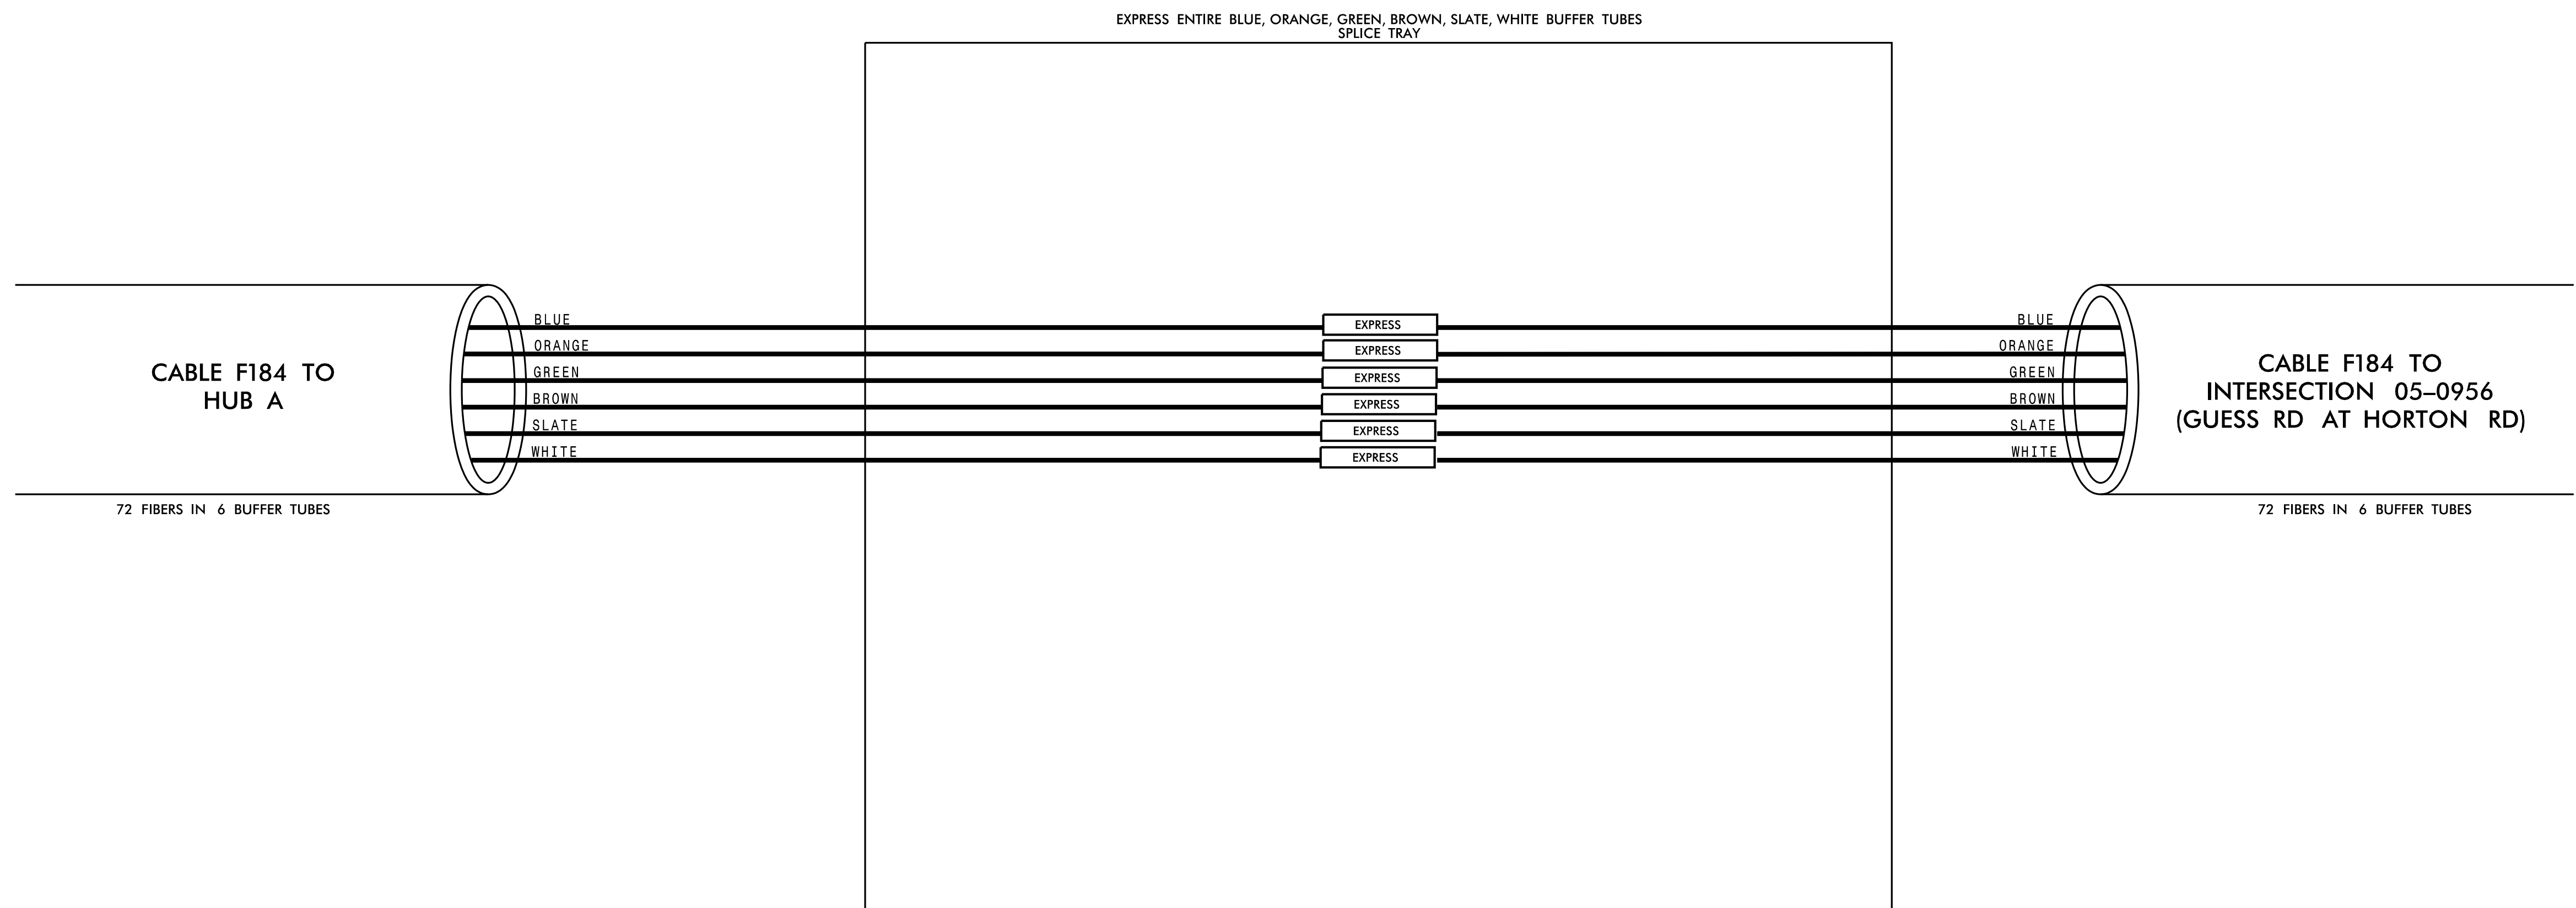 EXPRESS ENTIRE BLUE, ORANGE, GREEN, BROWN, SLATE, WHITE BUFFER TUBES
SPLICE TRAY
CABLE F184 TO
HUB A
72 FIBERS IN 6 BUFFER TUBES
BLUE
ORANGE
GREEN
BROWN
SLATE
WHITE
EXPRESS
EXPRESS
EXPRESS
EXPRESS
EXPRESS
EXPRESS
BLUE
ORANGE
GREEN
BROWN
SLATE
WHITE
CABLE F184 TO
INTERSECTION 05–0956
(GUESS RD AT HORTON RD)
72 FIBERS IN 6 BUFFER TUBES